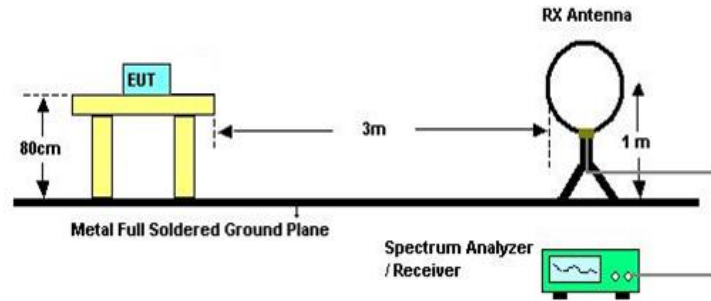 RX Antenna
EUT
3m
80cm
1 m
Metal Full Soldered Ground Plane
Spectrum Analyzer
/ Receiver